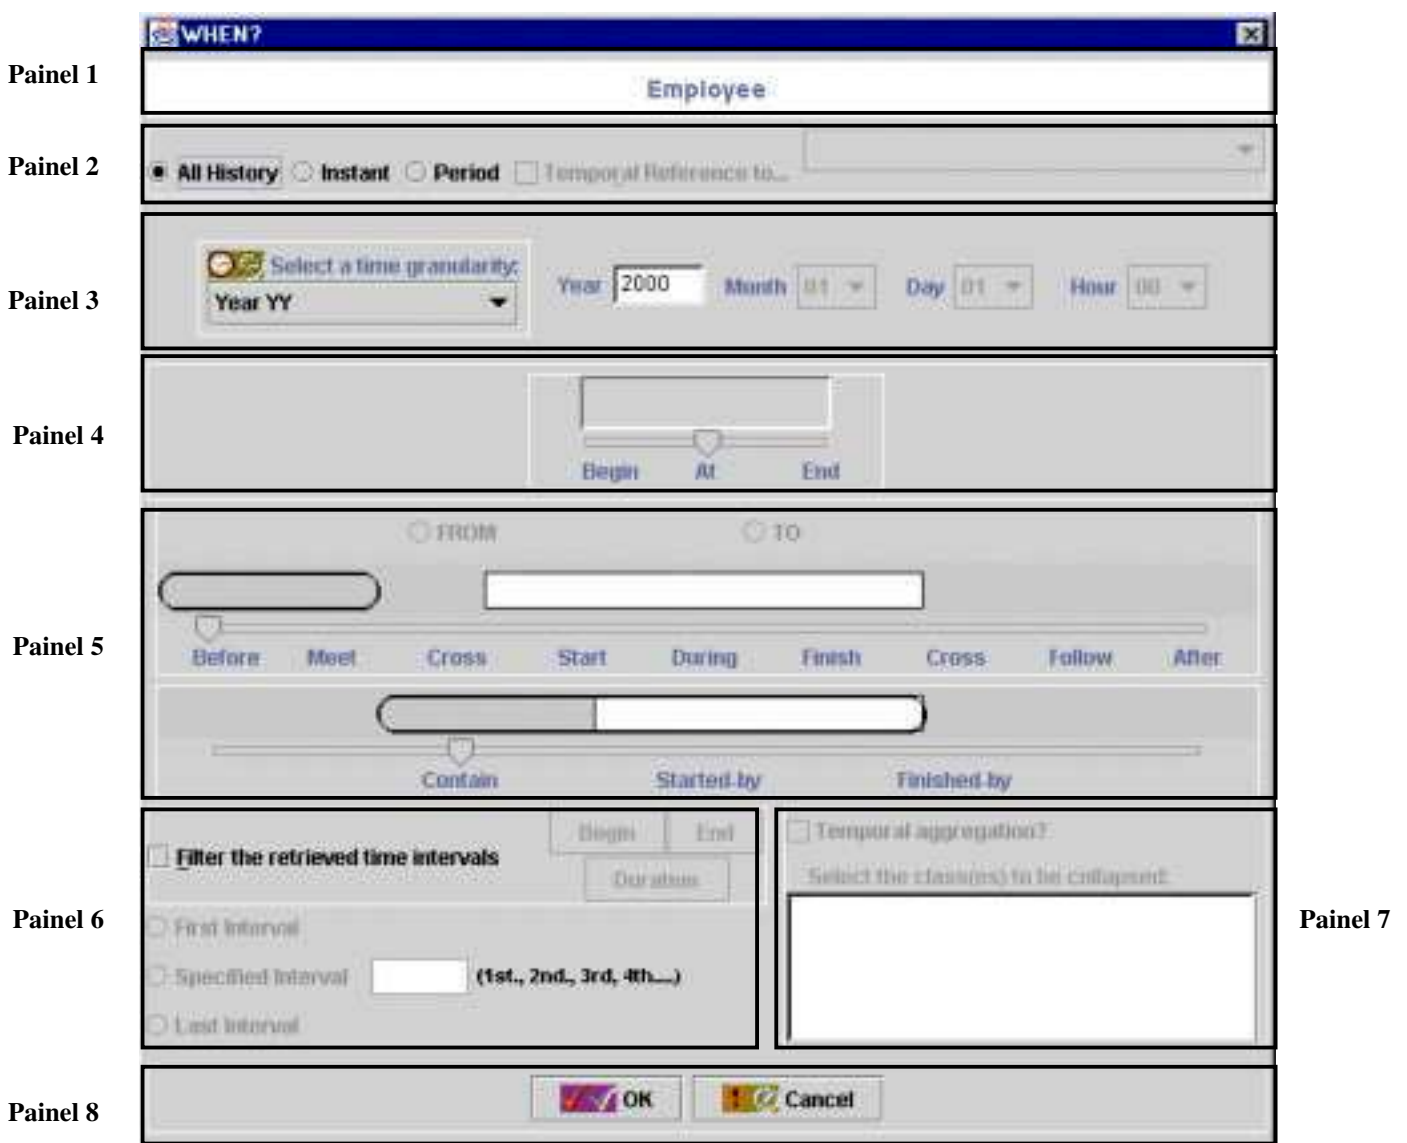 WHEN?
Painel 1
Employee
Painel 2
All History Instant Period Temporal Reference to...
Painel 3
Select a time granularity:
Year YY
Year 2000 Month 01 Day 01 Hour 00
Painel 4
Begin At End
Painel 5
FROM TO
Before Meet Cross Start During Finish Cross Follow After
Contain Started-by Finished-by
Painel 6
Filter the retrieved time intervals
Begin End
Duration
First Interval
Specified Interval (1st., 2nd., 3rd, 4th....)
Last Interval
Temporal aggregation?
Select the class(es) to be collapsed:
Painel 7
Painel 8
OK Cancel